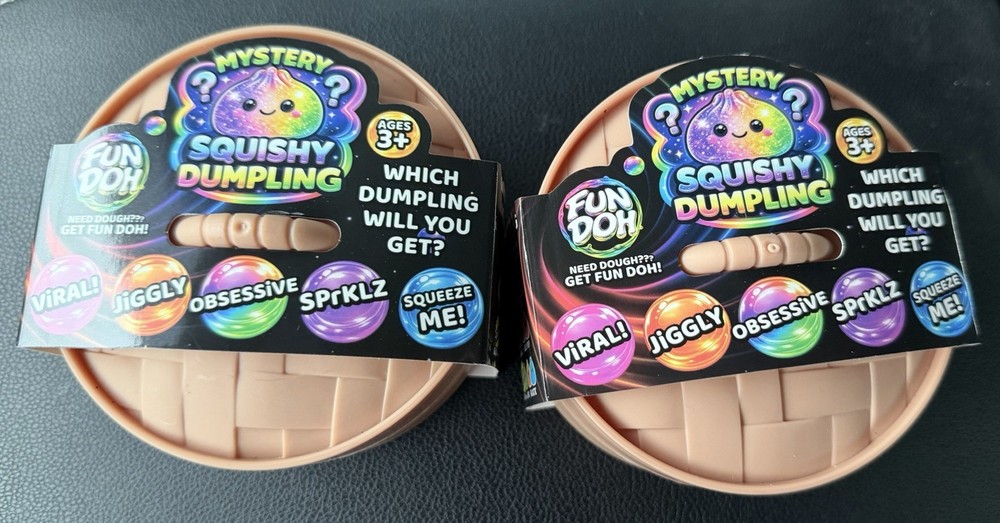 MYSTERY
? ?
SQUISHY
DUMPLING
AGES
3+
FUN
DOH
NEED DOUGH???
GET FUN DOH!
WHICH
DUMPLING
WILL YOU
GET?
ViRAL!
JiGGLY
OBSESSiVE
SPrKLZ
SQUEEZE
ME!
MYSTERY
? ?
SQUISHY
DUMPLING
AGES
3+
FUN
DOH
NEED DOUGH???
GET FUN DOH!
WHICH
DUMPLING
WILL YOU
GET?
ViRAL!
JiGGLY
OBSESSiVE
SPrKLZ
SQUEEZE
ME!